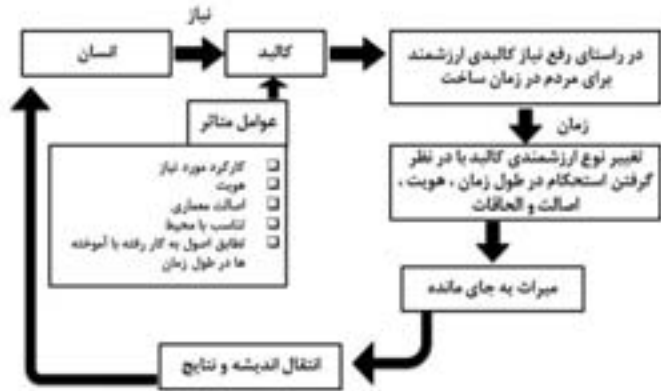 نیاز
انسان
کالبد
در راستای رفع نیاز کالبدی ارزشمند
برای مردم در زمان ساخت
عوامل متاثر
کارکرد مورد نیاز
هویت
اصالت معماری
تناسب با محیط
تطابق اصول به کار رفته با آموخته
ها در طول زمان
زمان
تغییر نوع ارزشمندی کالبد با در نظر
گرفتن استحکام در طول زمان ، هویت ،
اصالت و الحاقات
میراث به جای مانده
انتقال اندیشه و نتایج